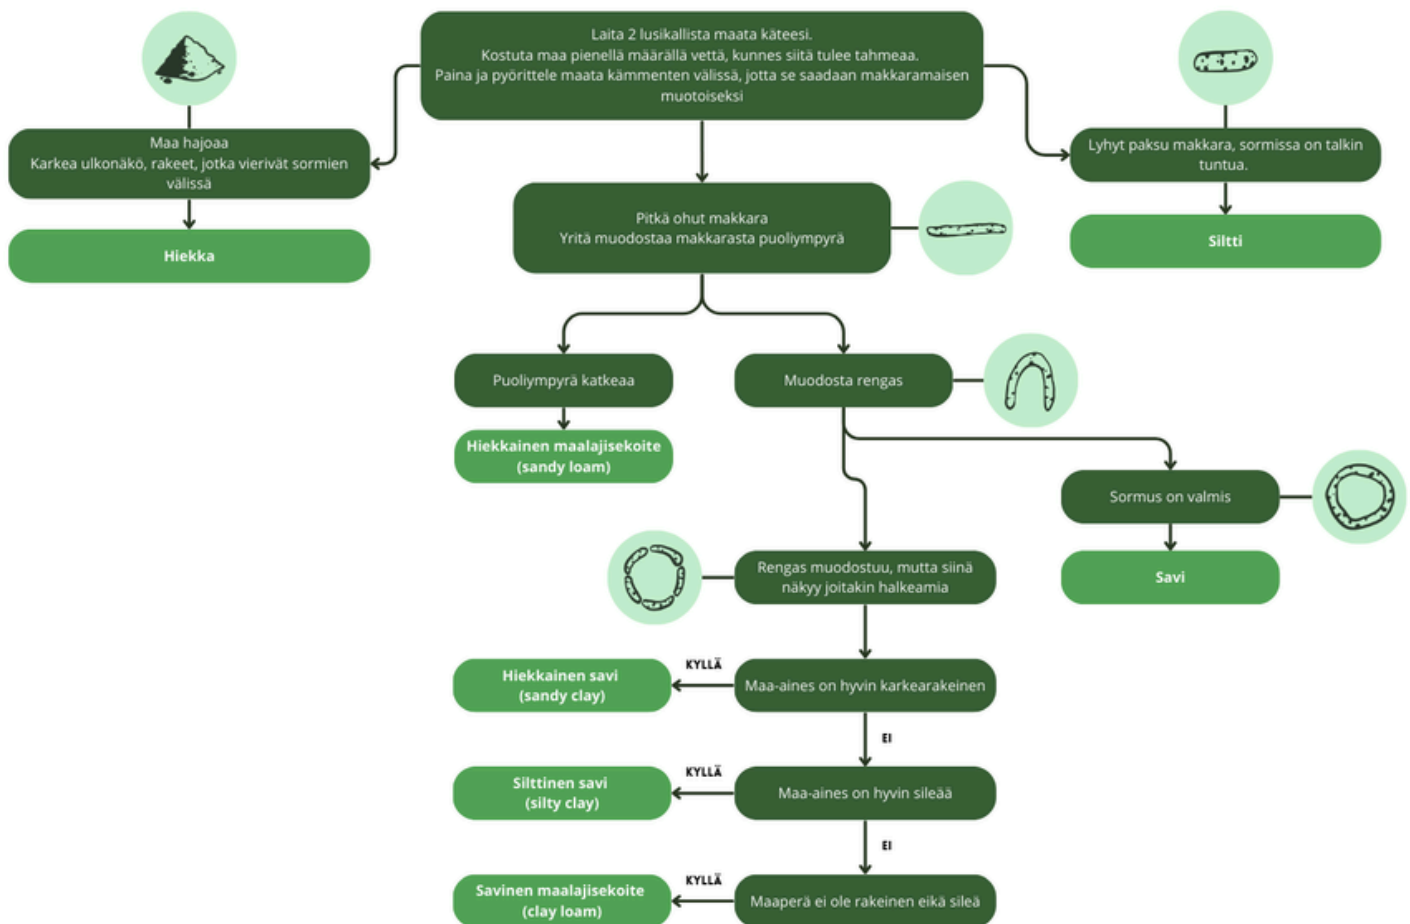 Laita 2 lusikallista maata käteesi.
Kostuta maa pienellä määrällä vettä, kunnes siitä tulee tahmeaa.
Paina ja pyörittele maata kämmenten välissä, jotta se saadaan makkaramaisen
muotoiseksi
Maa hajoaa
Karkea ulkonäkö, rakeet, jotka vierivät sormien
välissä
Hiekka
Lyhyt paksu makkara, sormissa on talkin
tuntua.
Siltti
Pitkä ohut makkara
Yritä muodostaa makkarasta puoliympyrä
Puoliympyrä katkeaa
Hiekkainen maalajisekoite
(sandy loam)
Muodosta rengas
Sormus on valmis
Savi
Rengas muodostuu, mutta siinä
näkyy joitakin halkeamia
Maa-aines on hyvin karkearakeinen
KYLLÄ
Hiekkainen savi
(sandy clay)
EI
Maa-aines on hyvin sileää
KYLLÄ
Silttinen savi
(silty clay)
EI
Maaperä ei ole rakeinen eikä sileä
KYLLÄ
Savinen maalajisekoite
(clay loam)